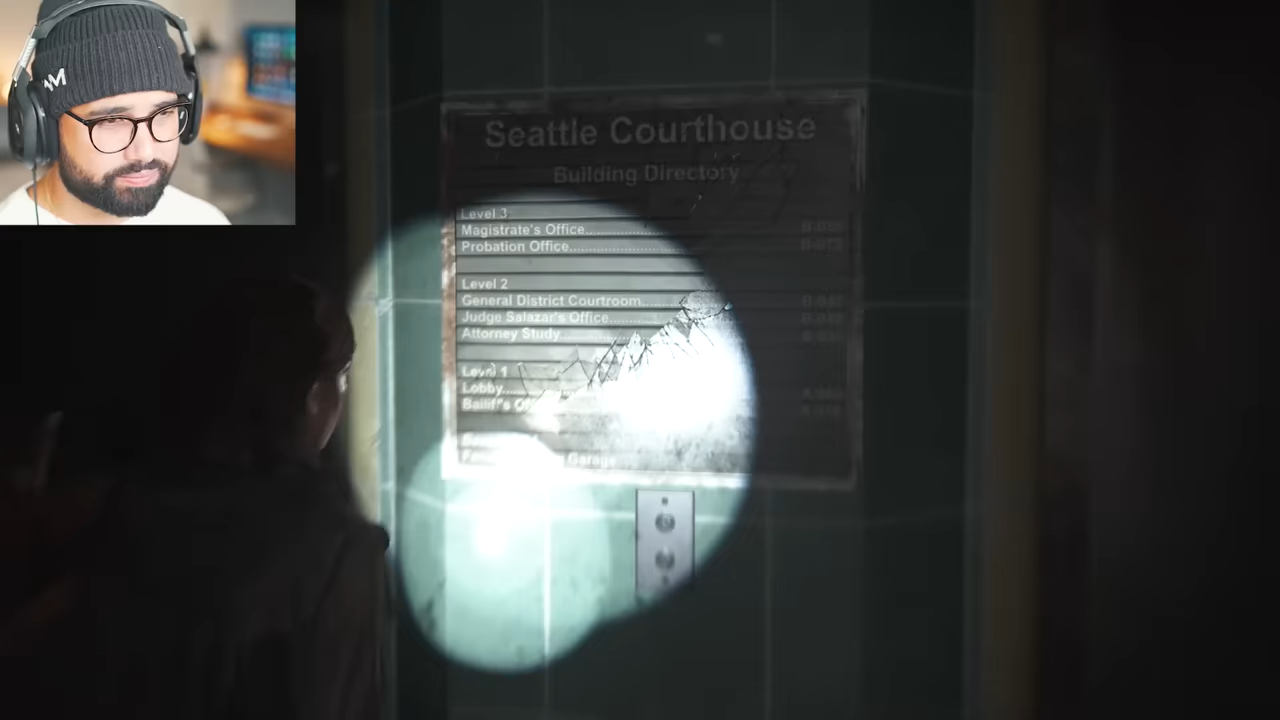 Seattle Courthouse
Building Directory
Level 3
Magistrate's Office
Probation Office
Level 2
General District Courtroom
Judge Salazar's Office
Attorney Study
Level 1
Lobby
Bailiff's
Garage